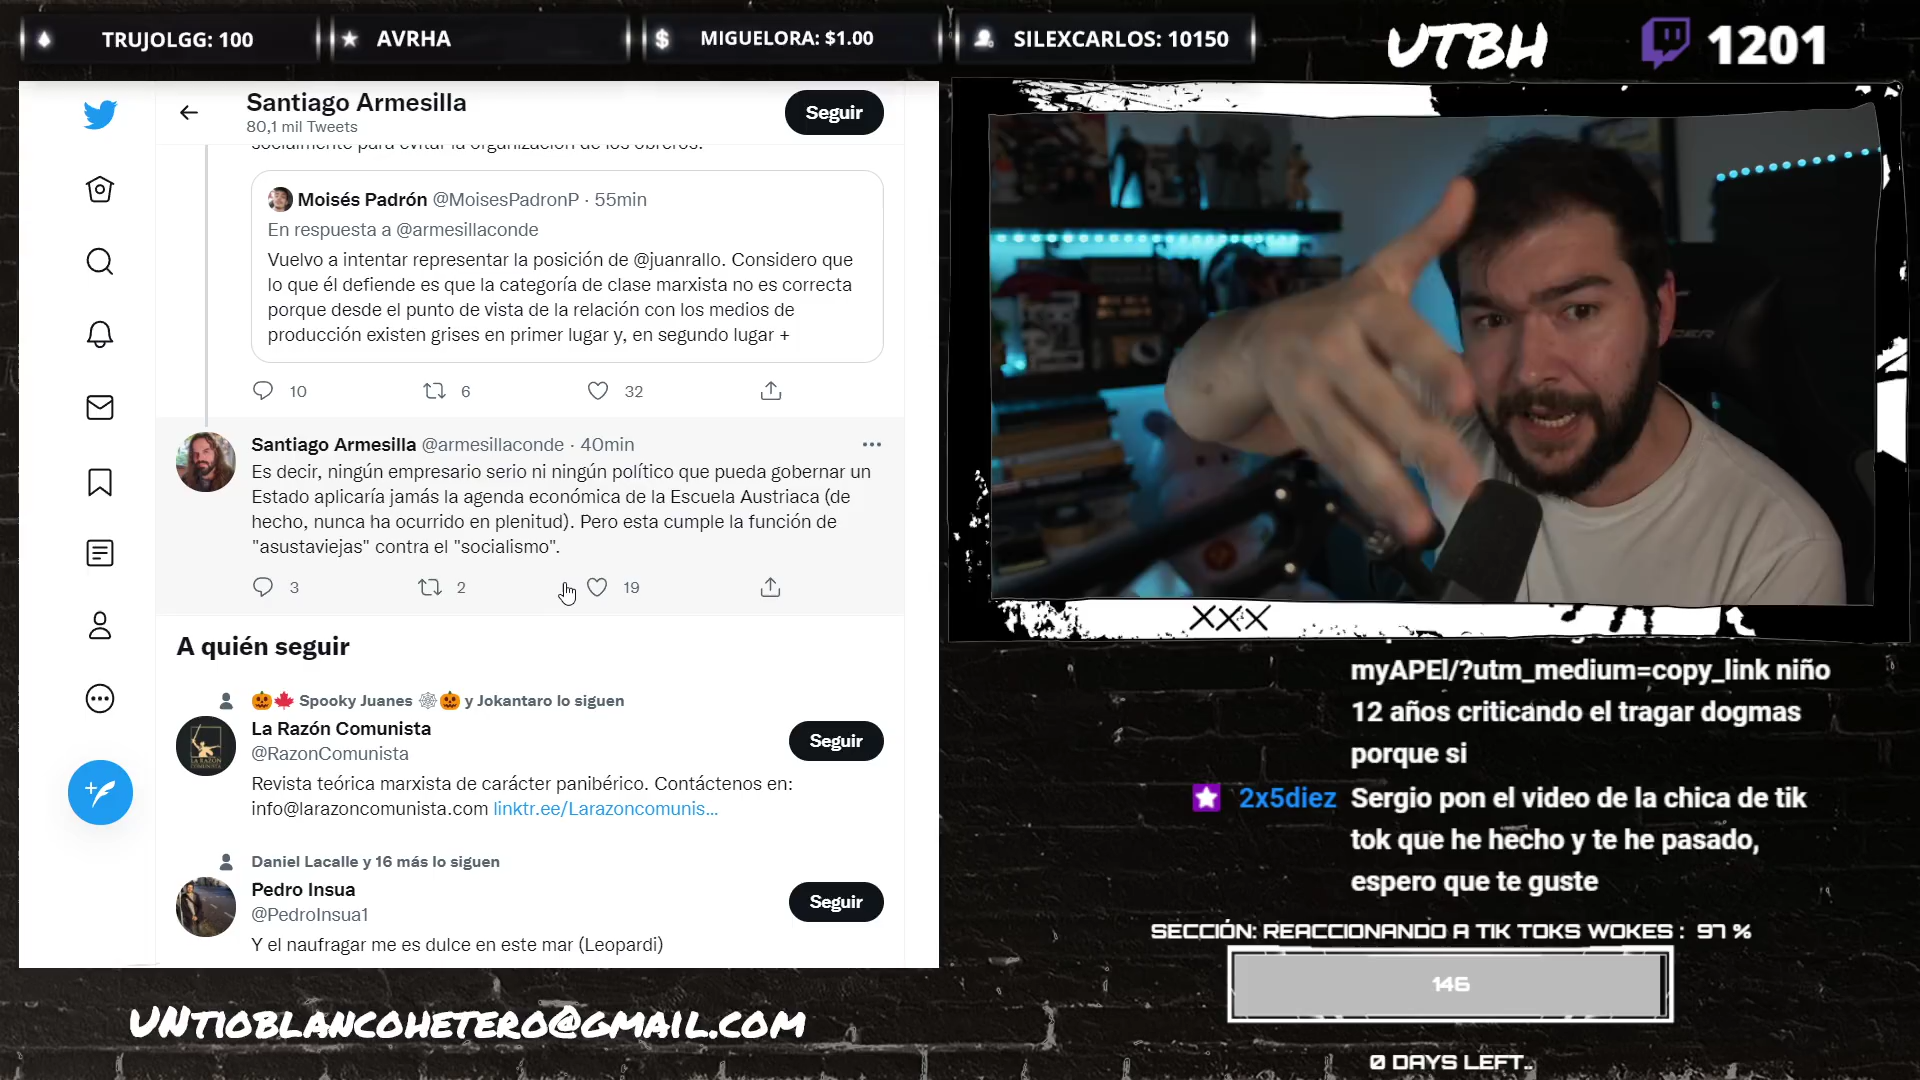 TRUJOLGG: 100
AVRHA
MIGUELORA: $1.00
SILEXCARLOS: 10150
UTBH
1201
Santiago Armesilla
80,1 mil Tweets
Seguir
socialmente para evitar la organización de los obreros.
Moisés Padrón @MoisesPadronP · 55min
En respuesta a @armesillaconde
Vuelvo a intentar representar la posición de @juanrallo. Considero que
lo que él defiende es que la categoría de clase marxista no es correcta
porque desde el punto de vista de la relación con los medios de
producción existen grises en primer lugar y, en segundo lugar +
10 6 32
Santiago Armesilla @armesillaconde · 40min
Es decir, ningún empresario serio ni ningún político que pueda gobernar un
Estado aplicaría jamás la agenda económica de la Escuela Austriaca (de
hecho, nunca ha ocurrido en plenitud). Pero esta cumple la función de
"asustaviejas" contra el "socialismo".
3 2 19
A quién seguir
🎃🍁 Spooky Juanes 🕸🎃 y Jokantaro lo siguen
La Razón Comunista
@RazonComunista
Seguir
Revista teórica marxista de carácter panibérico. Contáctenos en:
info@larazoncomunista.com linktr.ee/Larazoncomunis...
Daniel Lacalle y 16 más lo siguen
Pedro Insua
@PedroInsua1
Seguir
Y el naufragar me es dulce en este mar (Leopardi)
XXX
myAPEl/?utm_medium=copy_link niño
12 años criticando el tragar dogmas
porque si
2x5diez Sergio pon el video de la chica de tik
tok que he hecho y te he pasado,
espero que te guste
SECCIÓN: REACCIONANDO A TIK TOKS WOKES : 97 %
146
0 DAYS LEFT..
UNTIOBLANCOHETERO@GMAIL.COM